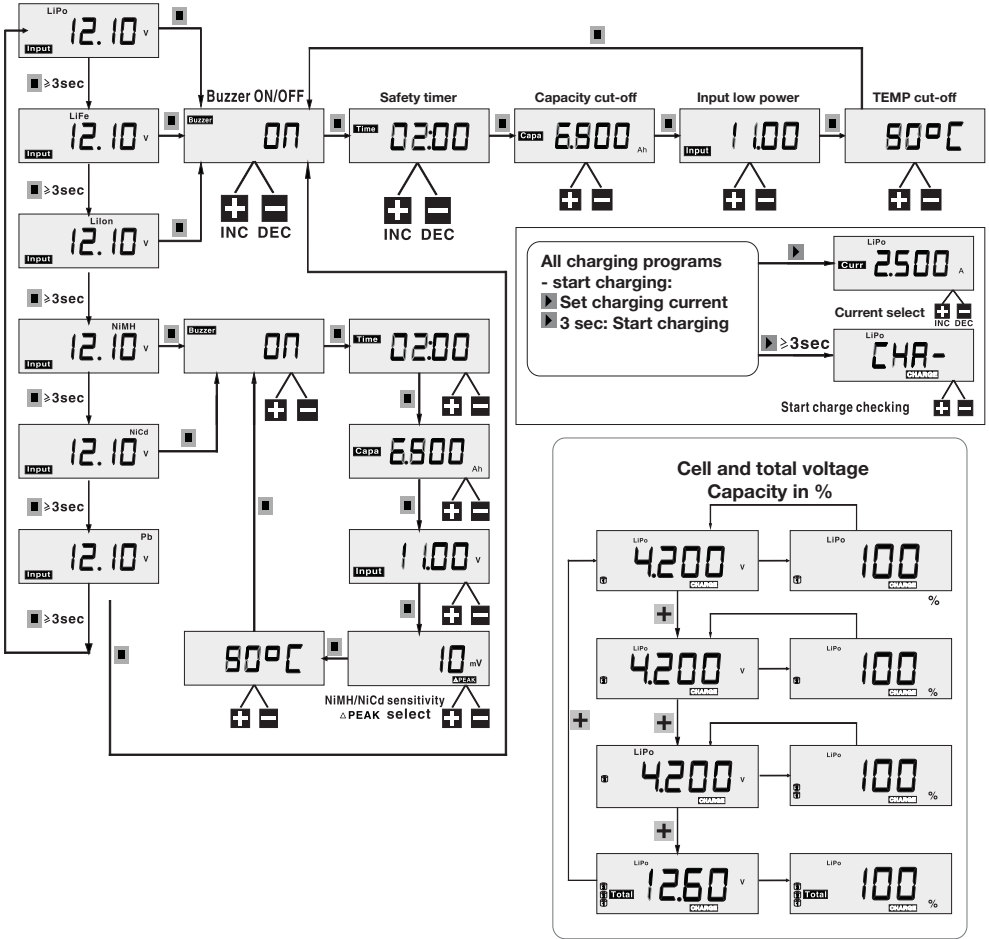 LiPo
12.10 v
Input
≥3sec
LiFe
12.10 v
Input
≥3sec
LiIon
12.10 v
Input
≥3sec
NiMH
12.10 v
Input
≥3sec
NiCd
12.10 v
Input
≥3sec
Pb
12.10 v
Input
≥3sec
Buzzer ON/OFF
Buzzer
ON
INC DEC
Safety timer
Time 02:00
INC DEC
Capacity cut-off
Capa 6.900 Ah
Input low power
Input 11.00
TEMP cut-off
80°C
Buzzer
ON
Time 02:00
Capa 6.900 Ah
Input 11.00 v
10 mV
△PEAK
80°C
NiMH/NiCd sensitivity
△PEAK select
All charging programs
- start charging:
Set charging current
3 sec: Start charging
LiPo
Curr 2.500 A
Current select
INC DEC
≥3sec
LiPo
CHA-
CHARGE
Start charge checking
Cell and total voltage
Capacity in %
LiPo
4.200 v
CHARGE
LiPo
100
CHARGE
%
LiPo
4.200 v
CHARGE
LiPo
100
CHARGE %
LiPo
4.200 v
CHARGE
LiPo
100
CHARGE %
LiPo
Total 12.60 v
CHARGE
LiPo
Total 100
CHARGE %